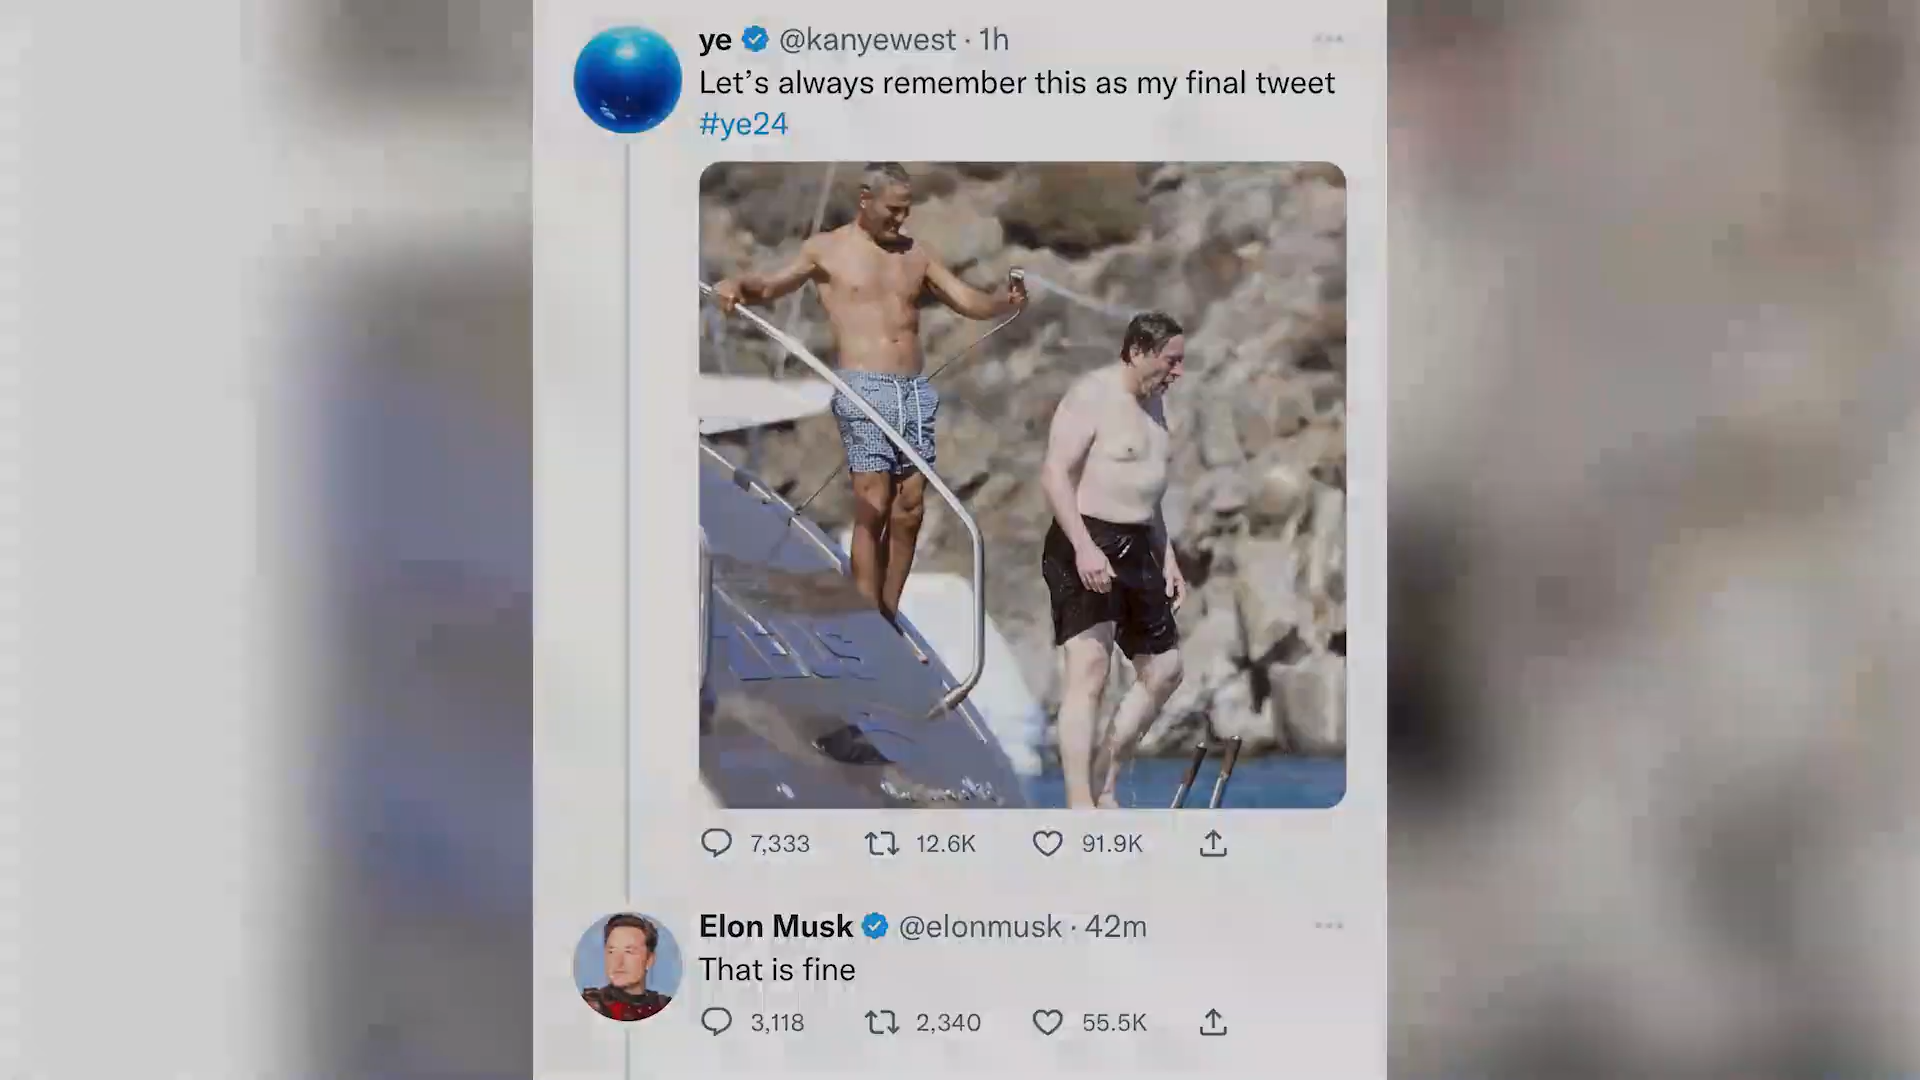 ye @kanyewest · 1h
Let's always remember this as my final tweet
#ye24
7,333 12.6K 91.9K
Elon Musk @elonmusk · 42m
That is fine
3,118 2,340 55.5K